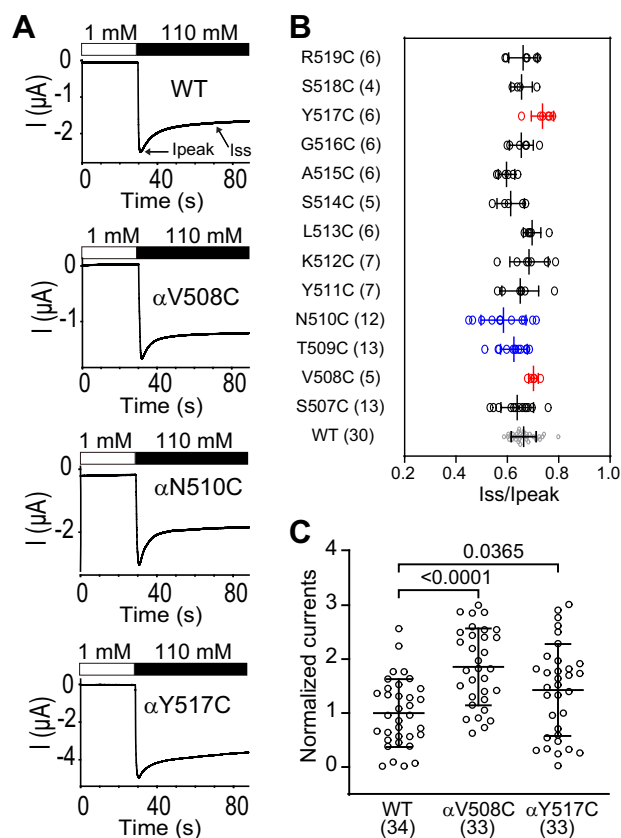 A
1 mM 110 mM
I (µA)
0
-1
-2
WT
Ipeak
Iss
0 40 80
Time (s)
1 mM 110 mM
I (µA)
0
-1
αV508C
0 40 80
Time (s)
1 mM 110 mM
I (µA)
0
-2
αN510C
0 40 80
Time (s)
1 mM 110 mM
I (µA)
0
-2
-4
αY517C
0 40 80
Time (s)
B
R519C (6)
S518C (4)
Y517C (6)
G516C (6)
A515C (6)
S514C (5)
L513C (6)
K512C (7)
Y511C (7)
N510C (12)
T509C (13)
V508C (5)
S507C (13)
WT (30)
0.2 0.4 0.6 0.8 1.0
Iss/Ipeak
C
Normalized currents
4
3
2
1
0
0.0365
<0.0001
WT αV508C αY517C
(34) (33) (33)